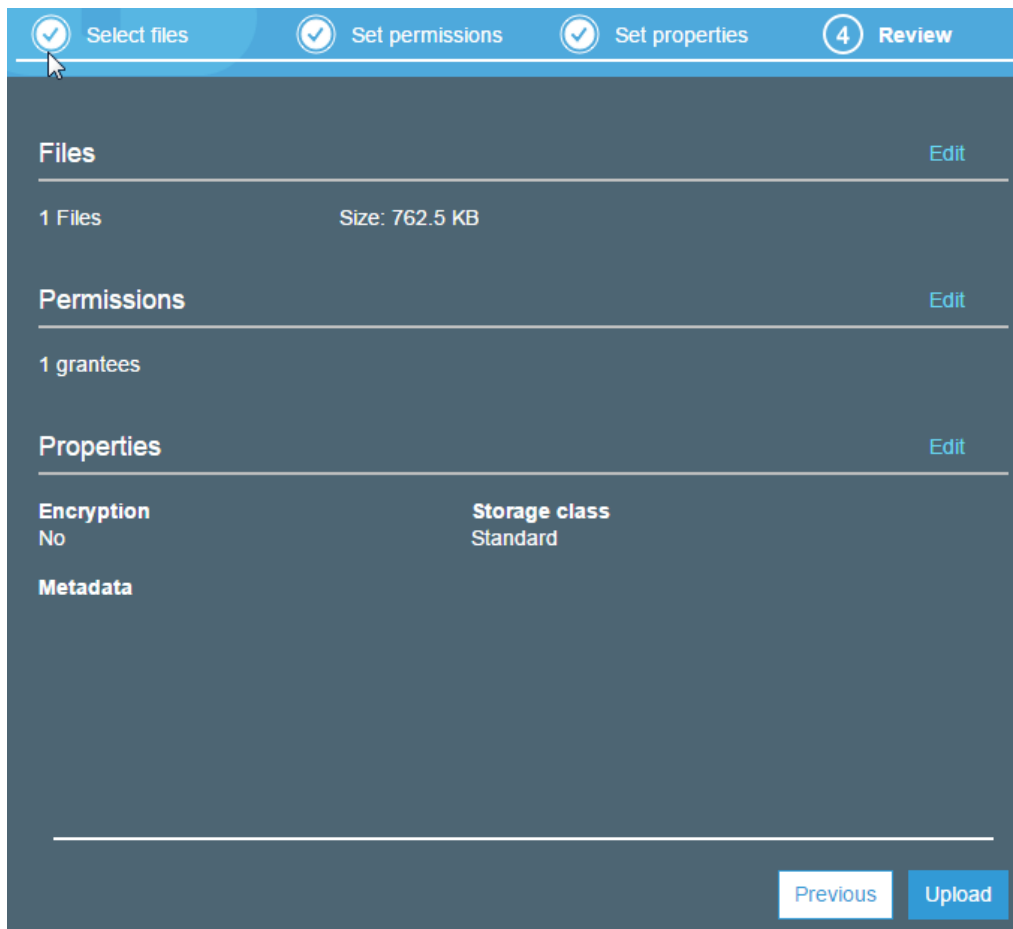 Select files Set permissions Set properties 4 Review
Files Edit
1 Files Size: 762.5 KB
Permissions Edit
1 grantees
Properties Edit
Encryption Storage class
No Standard
Metadata
Previous Upload